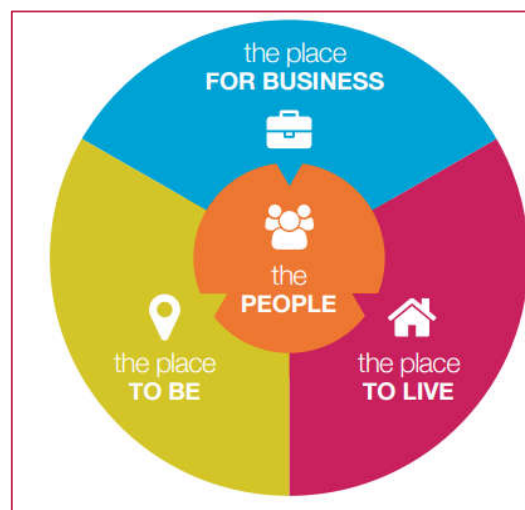 the place
FOR BUSINESS
the
PEOPLE
the place
TO BE
the place
TO LIVE